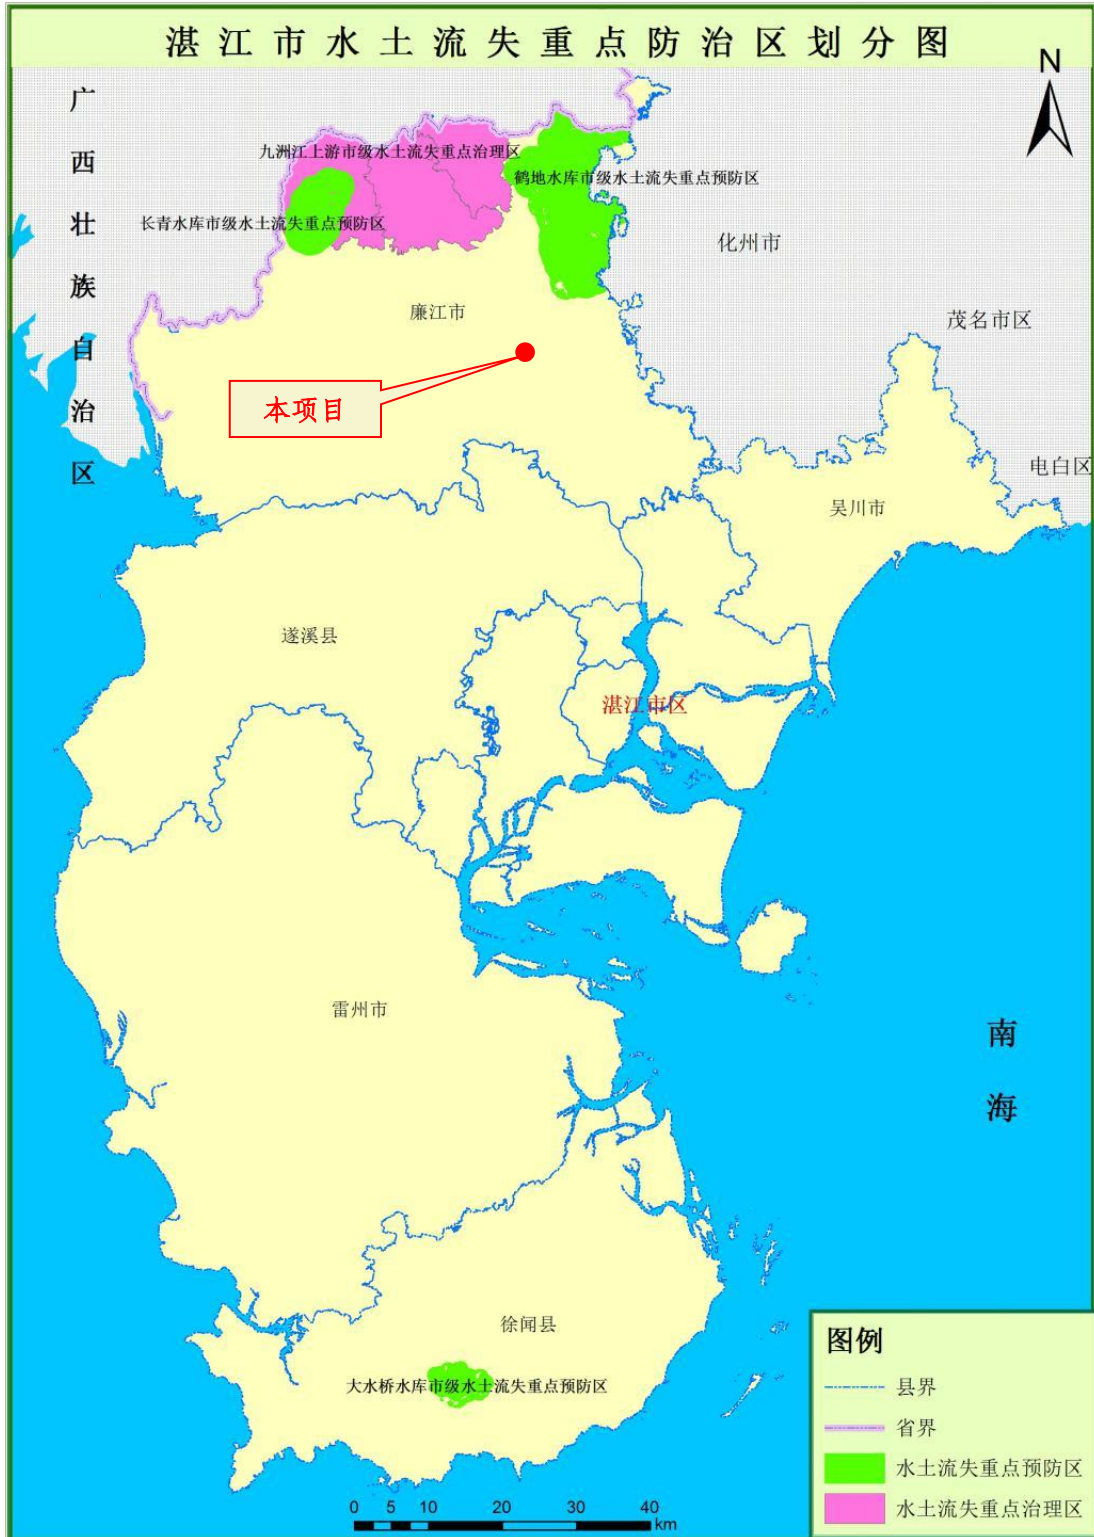 湛江市水土流失重点防治区划分图
N
广西壮族自治区
九洲江上游市级水土流失重点治理区
鹤地水库市级水土流失重点预防区
长青水库市级水土流失重点预防区
化州市
廉江市
茂名市区
本项目
电白区
吴川市
遂溪县
湛江市区
雷州市
南海
徐闻县
大水桥水库市级水土流失重点预防区
图例
县界
省界
水土流失重点预防区
水土流失重点治理区
0 5 10 20 30 40
km